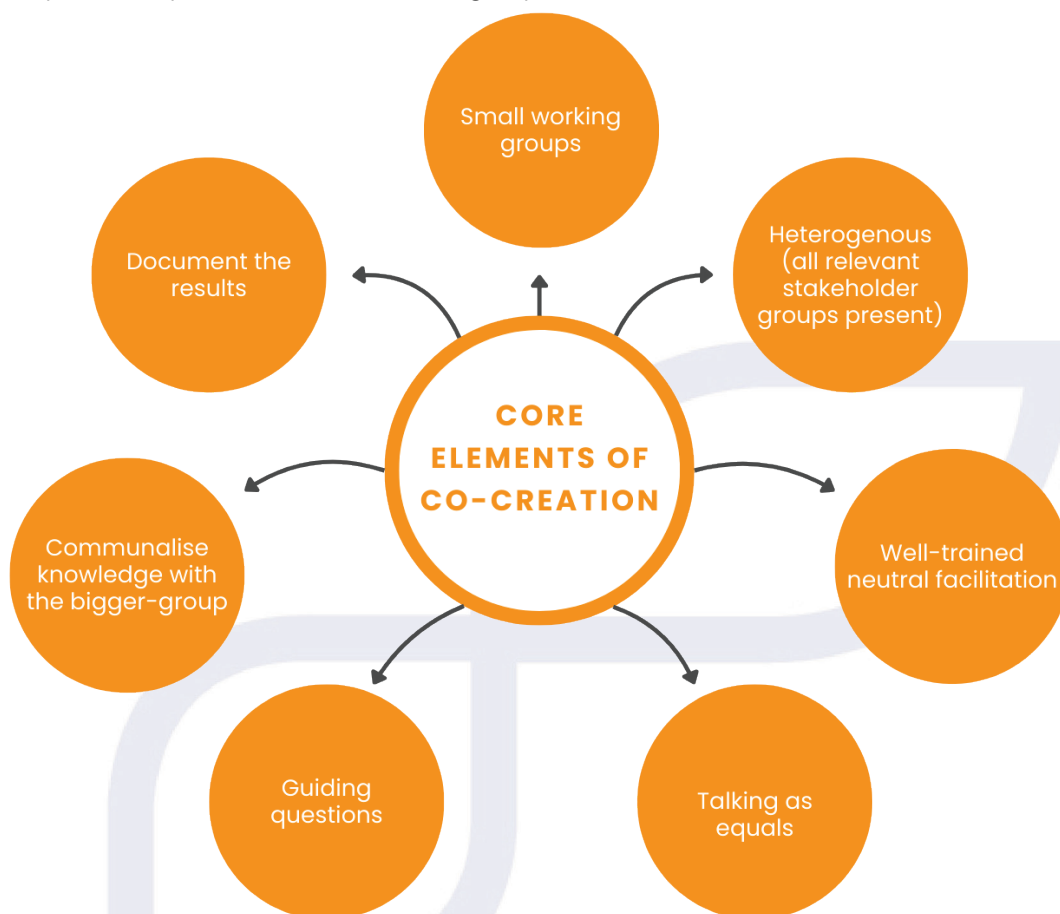 Small working
groups
Heterogenous
(all relevant
stakeholder
groups present)
Well-trained
neutral facilitation
Talking as
equals
Guiding
questions
Communalise
knowledge with
the bigger-group
Document the
results
CORE
ELEMENTS OF
CO-CREATION